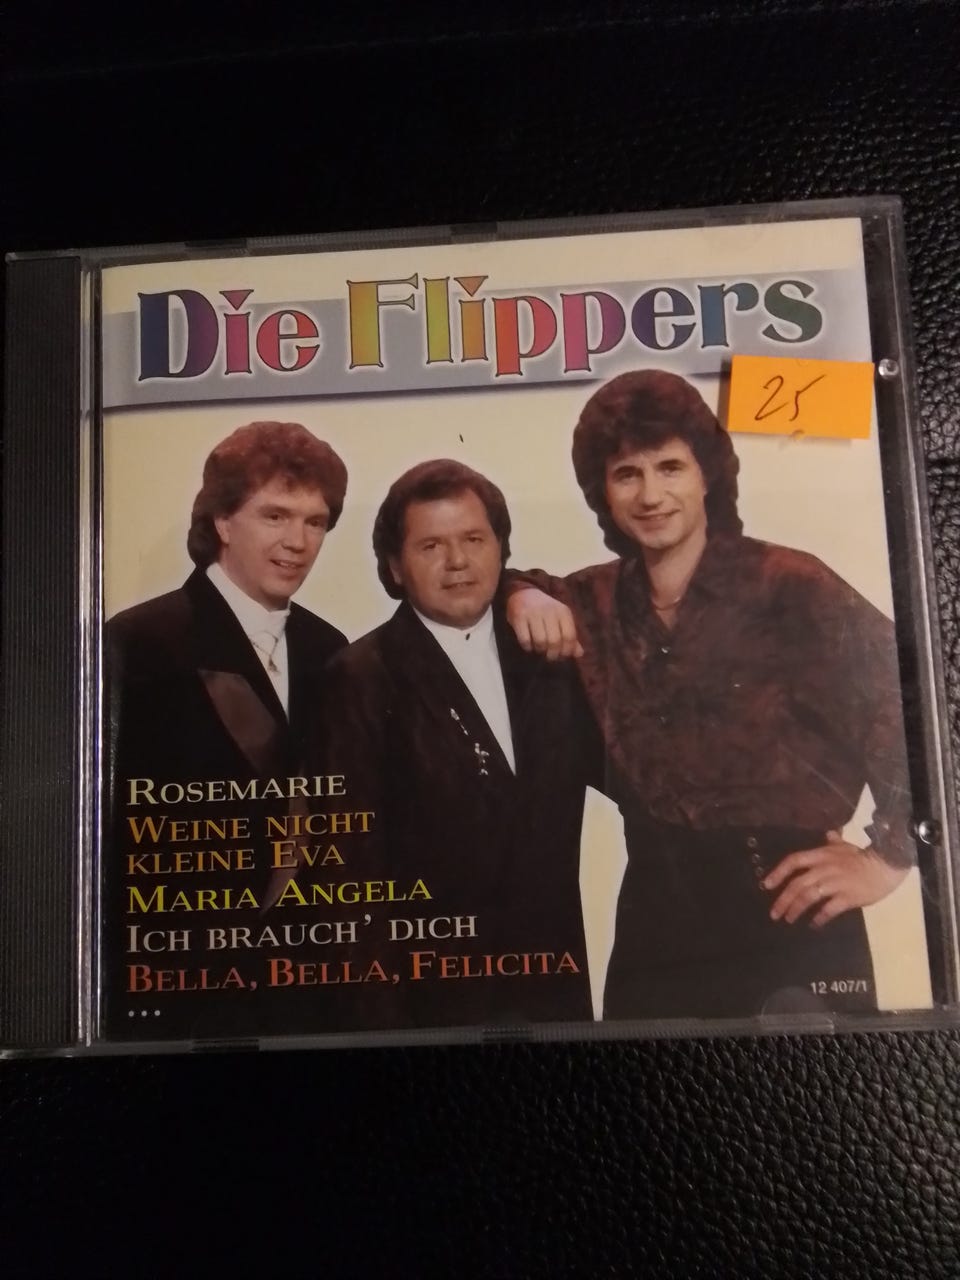 Die Flippers
25
ROSEMARIE
WEINE NICHT
KLEINE EVA
MARIA ANGELA
ICH BRAUCH' DICH
BELLA, BELLA, FELICITA
...
12 407/1